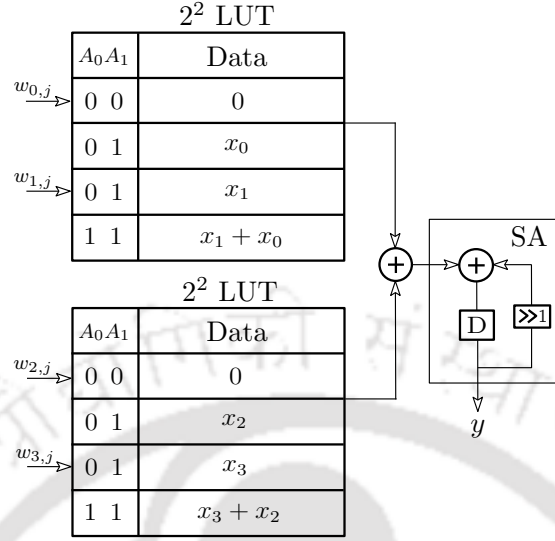 2² LUT
A₀A₁ Data
w₀,ⱼ
0 0 0
0 1 x₀
w₁,ⱼ
0 1 x₁
1 1 x₁ + x₀
SA
+ +
D ≫1
y
2² LUT
A₀A₁ Data
w₂,ⱼ
0 0 0
0 1 x₂
w₃,ⱼ
0 1 x₃
1 1 x₃ + x₂